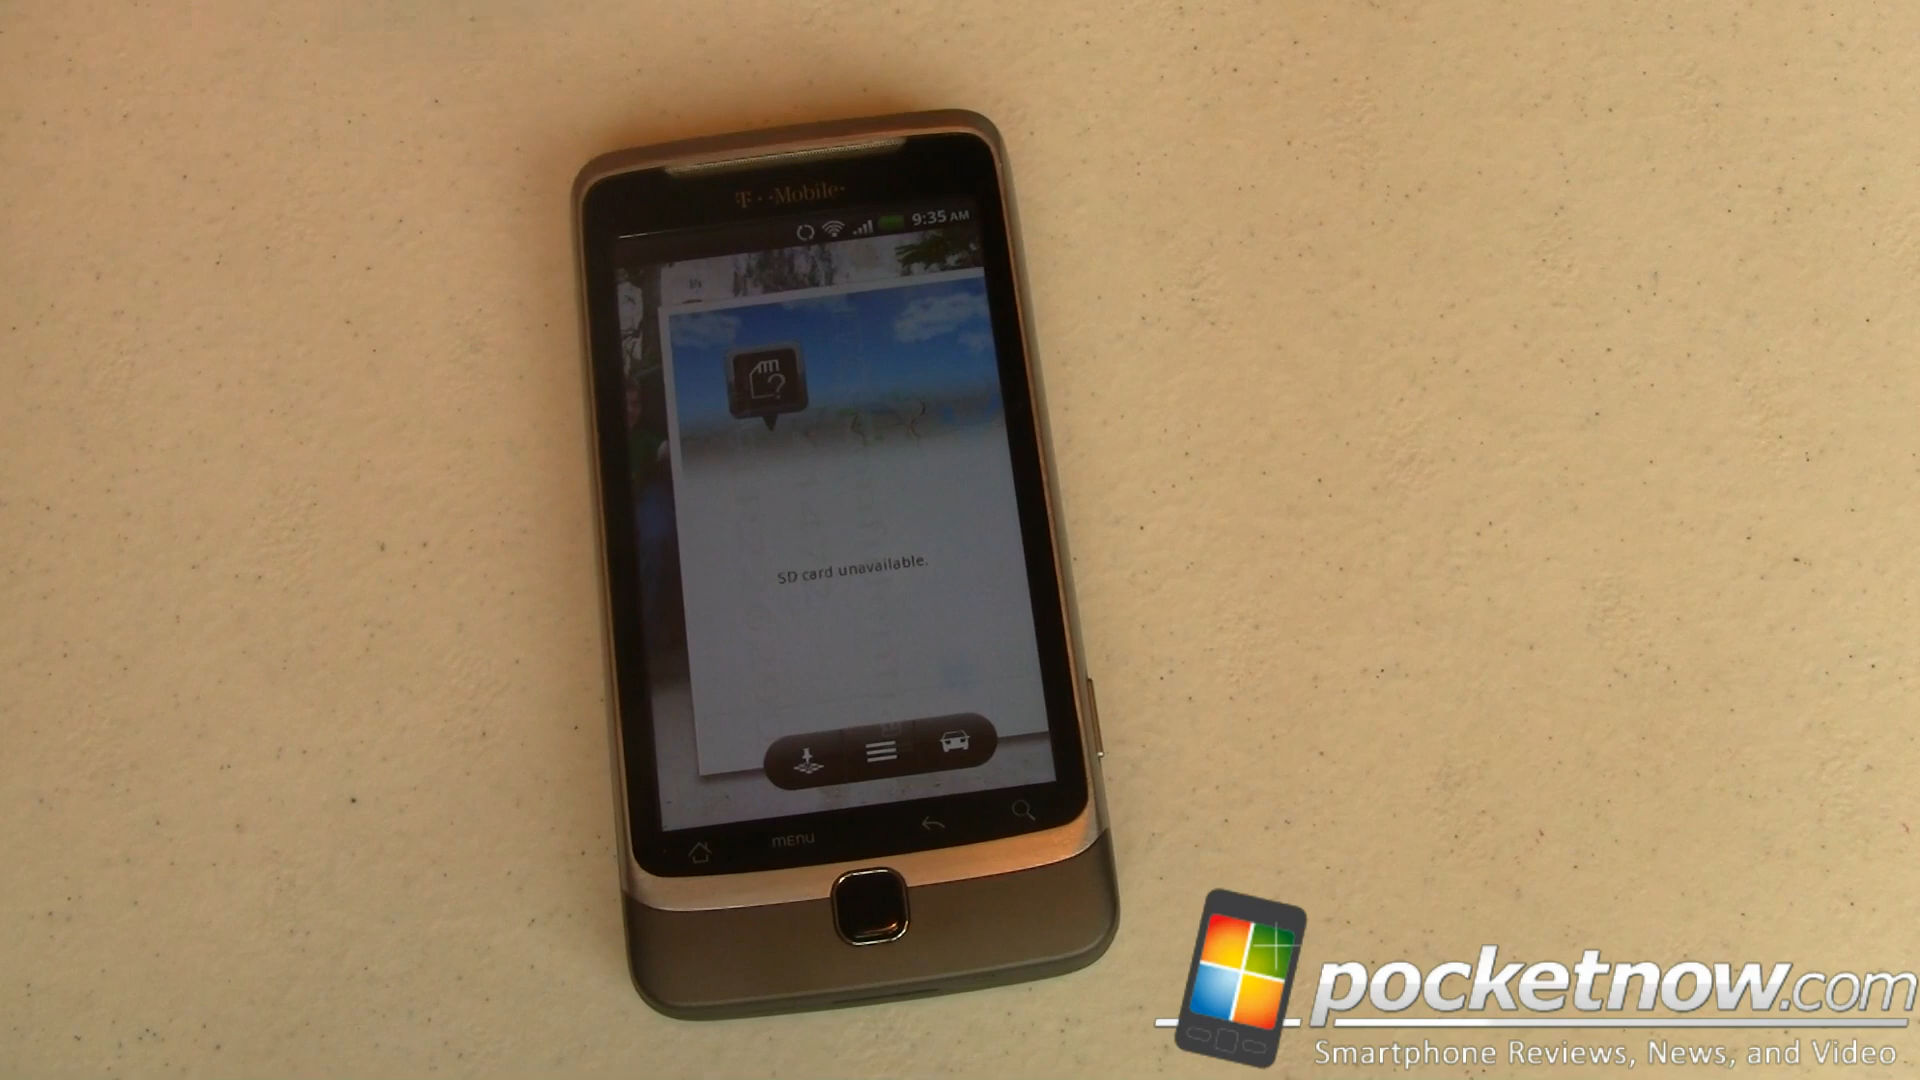 T··Mobile·
9:35 AM
SD card unavailable.
MENU
pocketnow.com
Smartphone Reviews, News, and Video